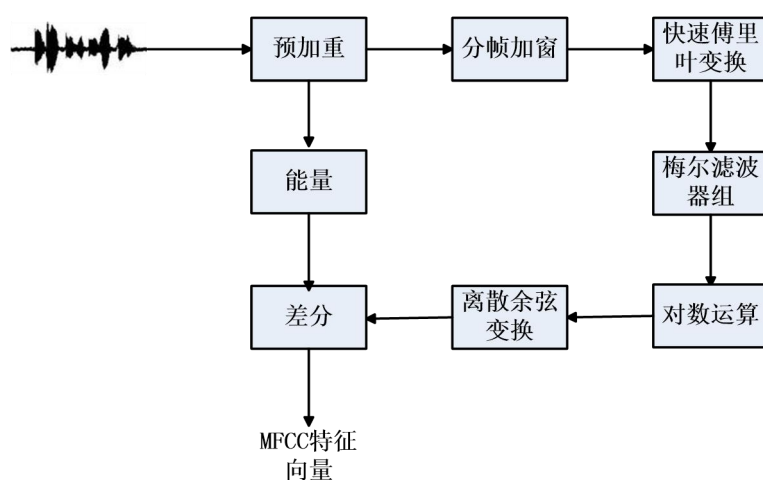 预加重
分帧加窗
快速傅里
叶变换
能量
梅尔滤波
器组
差分
离散余弦
变换
对数运算
MFCC特征
向量